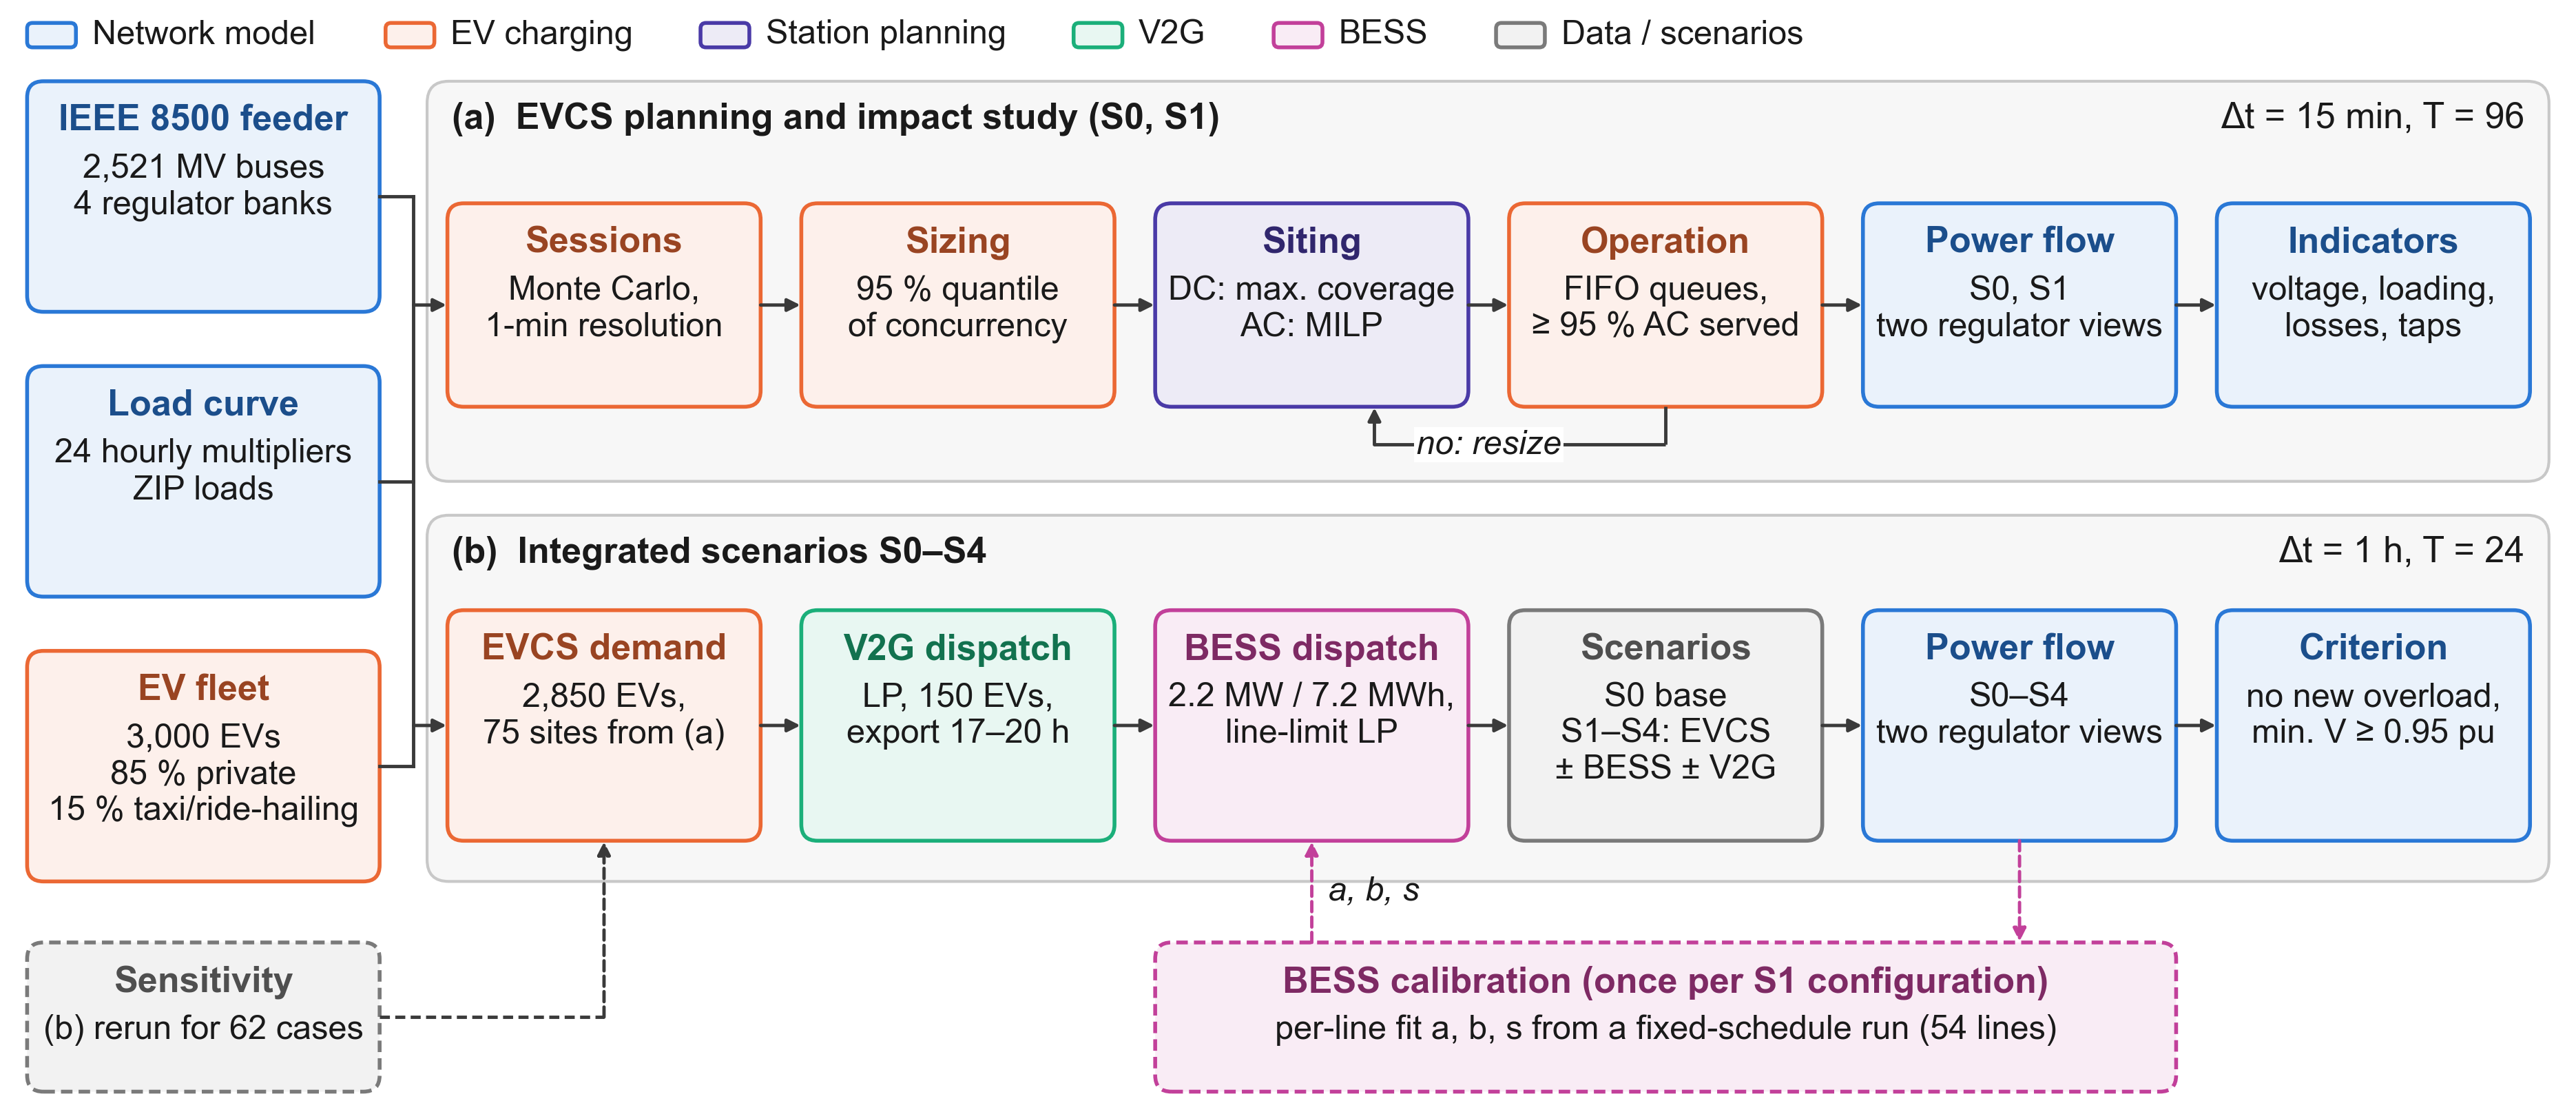 Network model
EV charging
Station planning
V2G
BESS
Data / scenarios
IEEE 8500 feeder
2,521 MV buses
4 regulator banks
Load curve
24 hourly multipliers
ZIP loads
EV fleet
3,000 EVs
85 % private
15 % taxi/ride-hailing
Sensitivity
(b) rerun for 62 cases
(a) EVCS planning and impact study (S0, S1)
Δt = 15 min, T = 96
Sessions
Monte Carlo,
1-min resolution
Sizing
95 % quantile
of concurrency
Siting
DC: max. coverage
AC: MILP
Operation
FIFO queues,
≥ 95 % AC served
Power flow
S0, S1
two regulator views
Indicators
voltage, loading,
losses, taps
no: resize
(b) Integrated scenarios S0–S4
Δt = 1 h, T = 24
EVCS demand
2,850 EVs,
75 sites from (a)
V2G dispatch
LP, 150 EVs,
export 17–20 h
BESS dispatch
2.2 MW / 7.2 MWh,
line-limit LP
Scenarios
S0 base
S1–S4: EVCS
± BESS ± V2G
Power flow
S0–S4
two regulator views
Criterion
no new overload,
min. V ≥ 0.95 pu
a, b, s
BESS calibration (once per S1 configuration)
per-line fit a, b, s from a fixed-schedule run (54 lines)